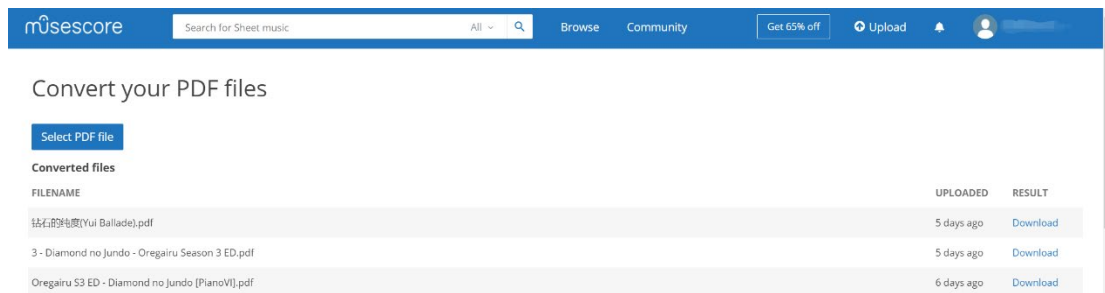 musescore Search for Sheet music All Browse Community Get 65% off Upload
Convert your PDF files
Select PDF file
Converted files
FILENAME UPLOADED RESULT
钻石的纯度(Yui Ballade).pdf 5 days ago Download
3 - Diamond no Jundo - Oregairu Season 3 ED.pdf 5 days ago Download
Oregairu S3 ED - Diamond no Jundo [PianoVI].pdf 6 days ago Download